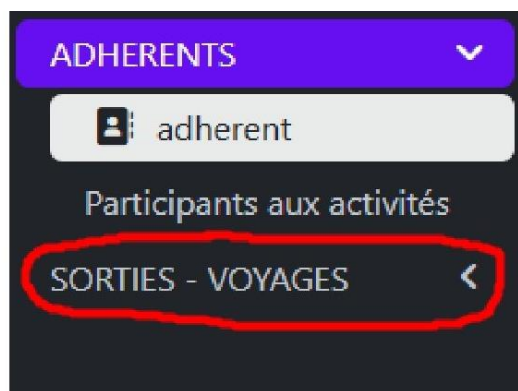 ADHERENTS
adherent
Participants aux activités
SORTIES - VOYAGES